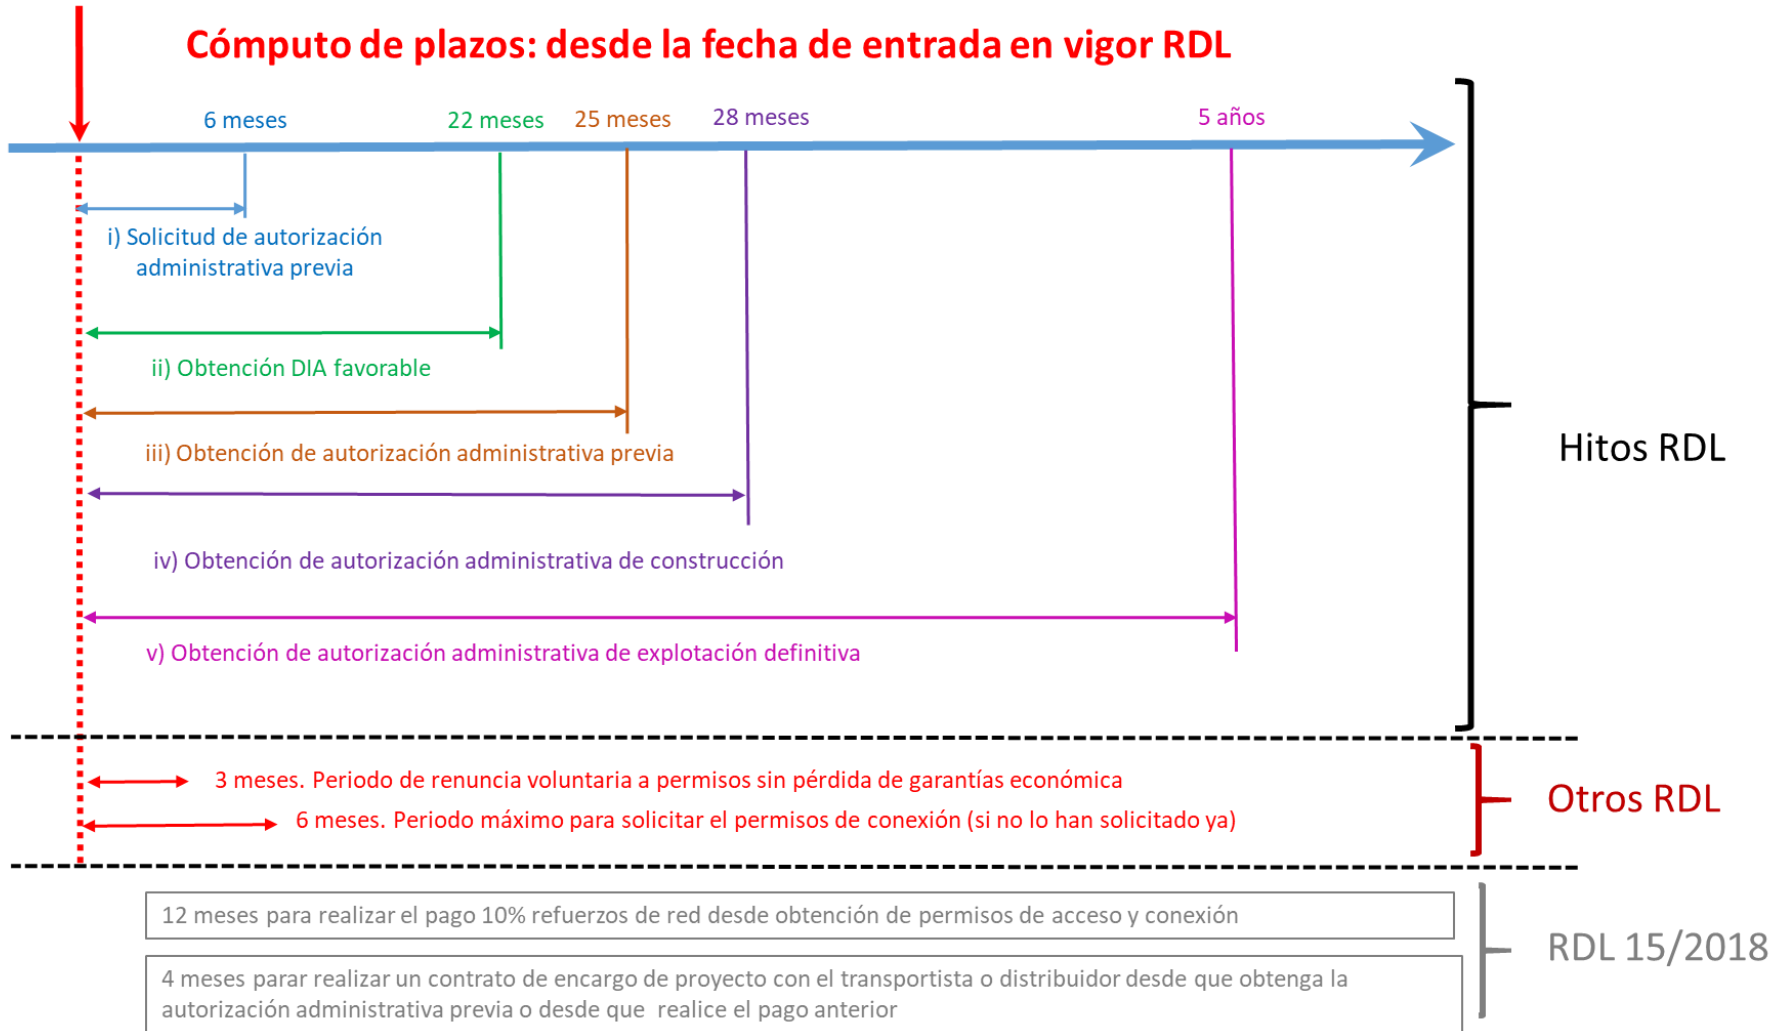 Cómputo de plazos: desde la fecha de entrada en vigor RDL
6 meses
22 meses
25 meses
28 meses
5 años
i) Solicitud de autorización
administrativa previa
ii) Obtención DIA favorable
iii) Obtención de autorización administrativa previa
iv) Obtención de autorización administrativa de construcción
v) Obtención de autorización administrativa de explotación definitiva
Hitos RDL
3 meses. Periodo de renuncia voluntaria a permisos sin pérdida de garantías económica
6 meses. Periodo máximo para solicitar el permisos de conexión (si no lo han solicitado ya)
Otros RDL
12 meses para realizar el pago 10% refuerzos de red desde obtención de permisos de acceso y conexión
4 meses parar realizar un contrato de encargo de proyecto con el transportista o distribuidor desde que obtenga la
autorización administrativa previa o desde que realice el pago anterior
RDL 15/2018